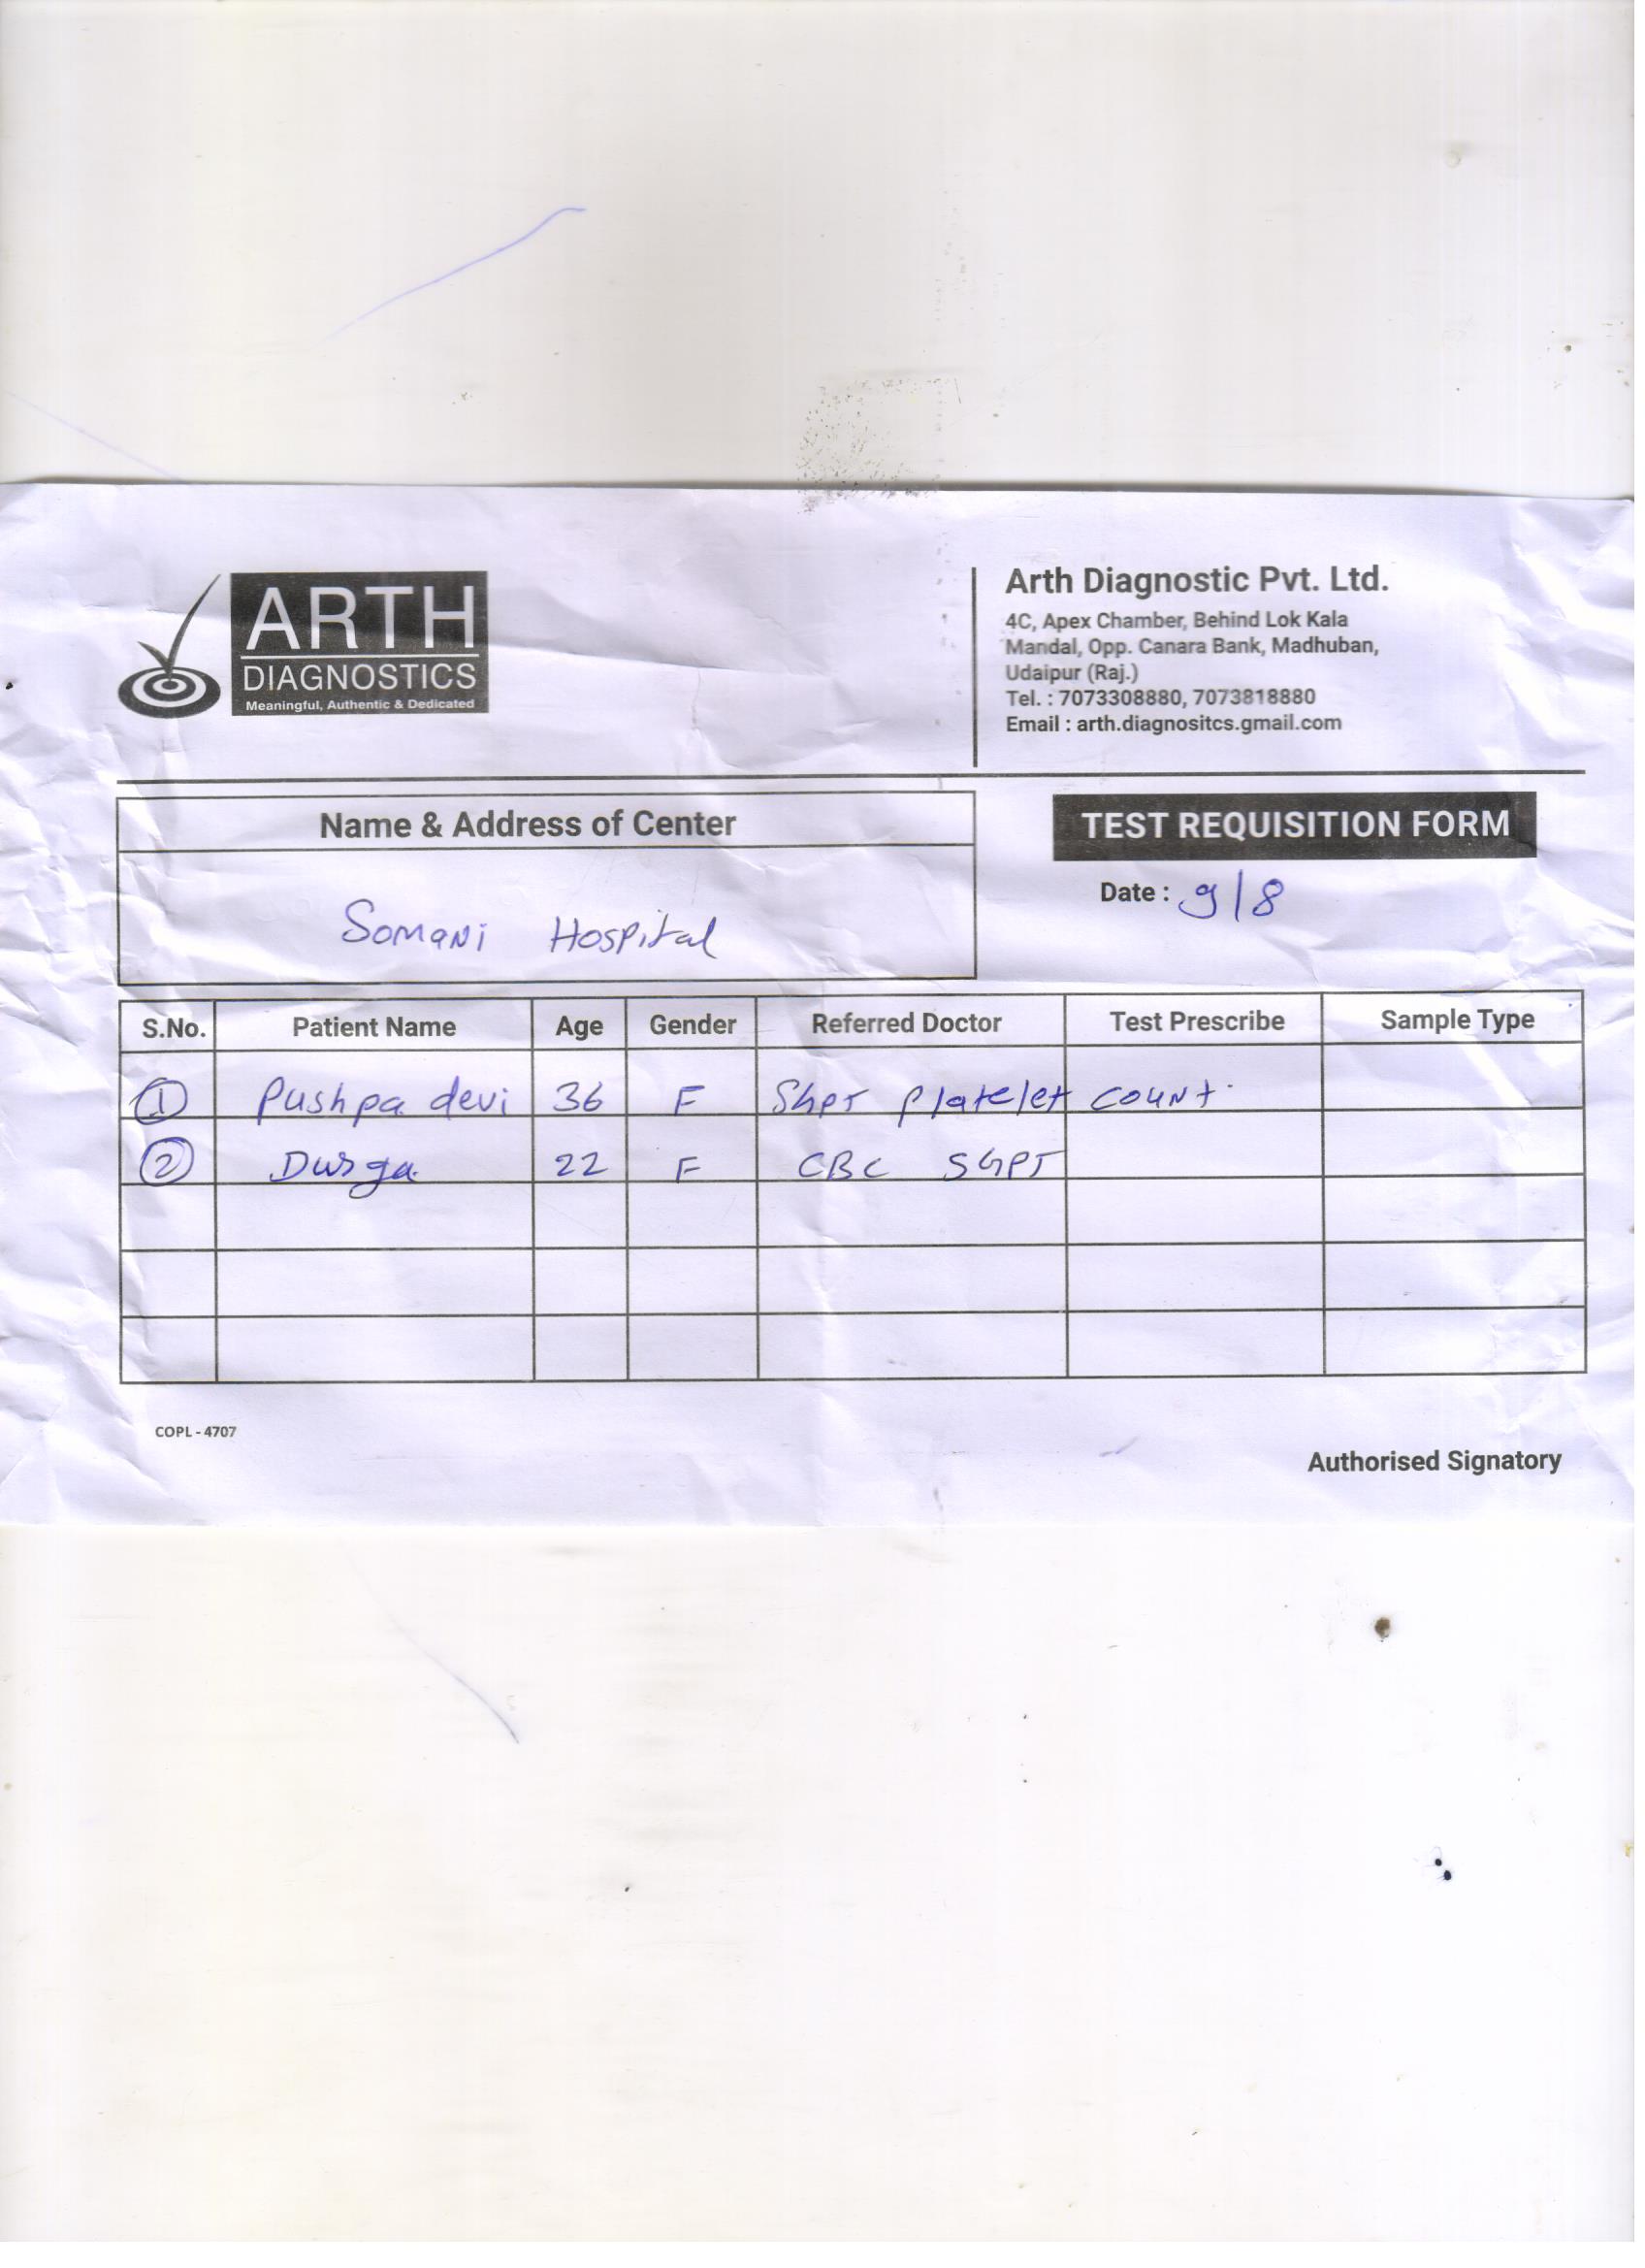 ARTH
DIAGNOSTICS
Meaningful, Authentic & Dedicated
Arth Diagnostic Pvt. Ltd.
4C, Apex Chamber, Behind Lok Kala
Mandal, Opp. Canara Bank, Madhuban,
Udaipur (Raj.)
Tel. : 7073308880, 7073818880
Email : arth.diagnositcs.gmail.com
Name & Address of Center
Somani Hospital
TEST REQUISITION FORM
Date : 9/8
S.No. Patient Name Age Gender Referred Doctor Test Prescribe Sample Type
1 Pushpa devi 36 F SGPT platelet count
2 Durga 22 F CBC SGPT
COPL - 4707
Authorised Signatory